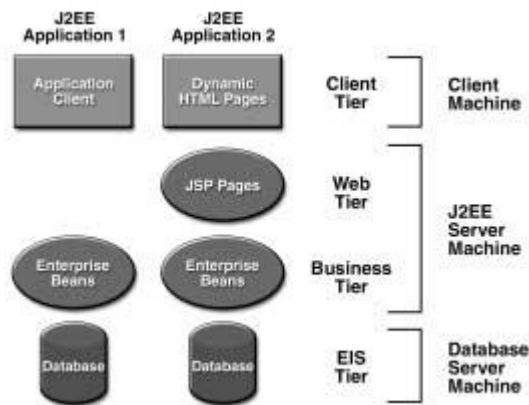 J2EE
Application 1
J2EE
Application 2
Application
Client
Dynamic
HTML Pages
Client
Tier
Client
Machine
JSP Pages
Web
Tier
J2EE
Server
Machine
Enterprise
Beans
Enterprise
Beans
Business
Tier
Database
Database
EIS
Tier
Database
Server
Machine